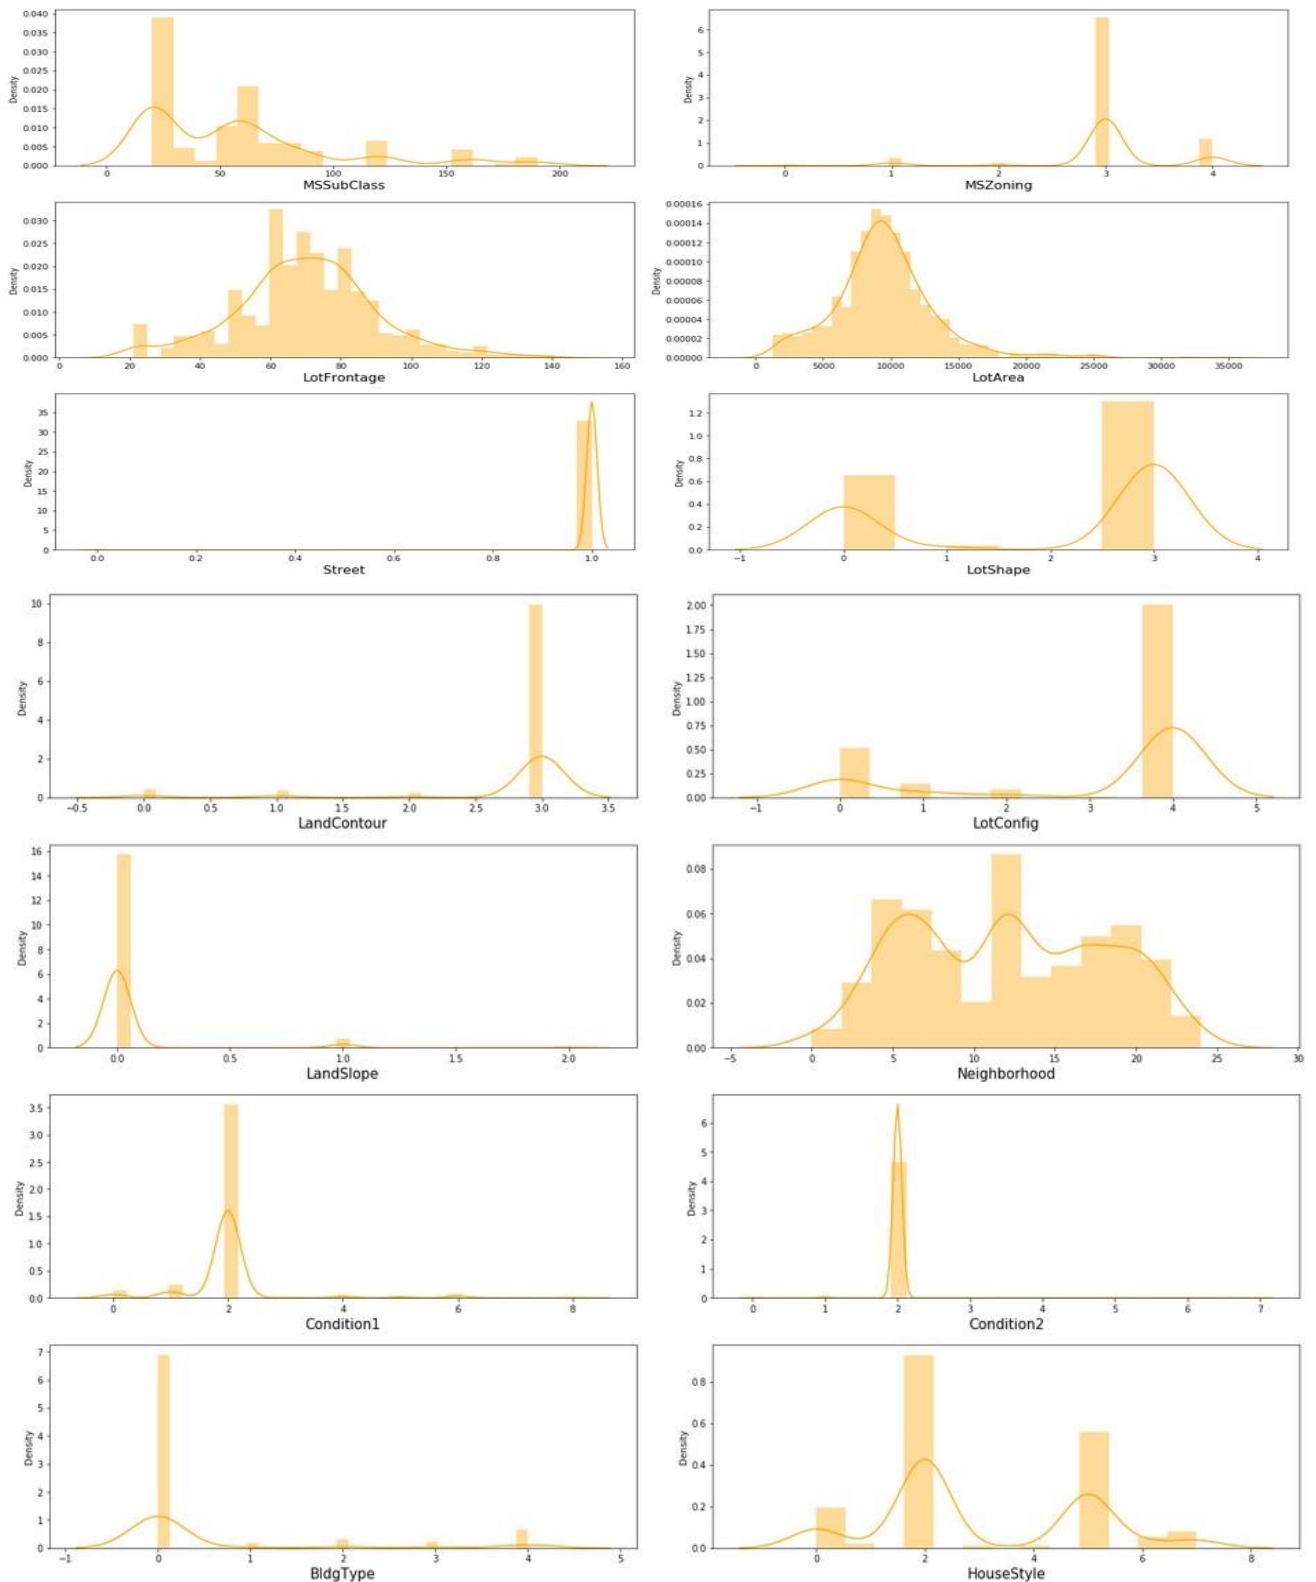 0.040
0.035
0.030
0.025
0.020
0.015
0.010
0.005
0.000
Density
0 50 100 150 200
MSSubClass
6
5
4
3
2
1
0
Density
0 1 2 3 4
MSZoning
0.030
0.025
0.020
0.015
0.010
0.005
0.000
Density
0 20 40 60 80 100 120 140 160
LotFrontage
0.00016
0.00014
0.00012
0.00010
0.00008
0.00006
0.00004
0.00002
0.00000
Density
0 5000 10000 15000 20000 25000 30000 35000
LotArea
35
30
25
20
15
10
5
0
Density
0.0 0.2 0.4 0.6 0.8 1.0
Street
1.2
1.0
0.8
0.6
0.4
0.2
0.0
Density
−1 0 1 2 3 4
LotShape
10
8
6
4
2
0
Density
−0.5 0.0 0.5 1.0 1.5 2.0 2.5 3.0 3.5
LandContour
2.00
1.75
1.50
1.25
1.00
0.75
0.50
0.25
0.00
Density
−1 0 1 2 3 4 5
LotConfig
16
14
12
10
8
6
4
2
0
Density
0.0 0.5 1.0 1.5 2.0
LandSlope
0.08
0.06
0.04
0.02
0.00
Density
−5 0 5 10 15 20 25 30
Neighborhood
3.5
3.0
2.5
2.0
1.5
1.0
0.5
0.0
Density
0 2 4 6 8
Condition1
6
5
4
3
2
1
0
Density
0 1 2 3 4 5 6 7
Condition2
7
6
5
4
3
2
1
0
Density
−1 0 1 2 3 4 5
BldgType
0.8
0.6
0.4
0.2
0.0
Density
0 2 4 6 8
HouseStyle